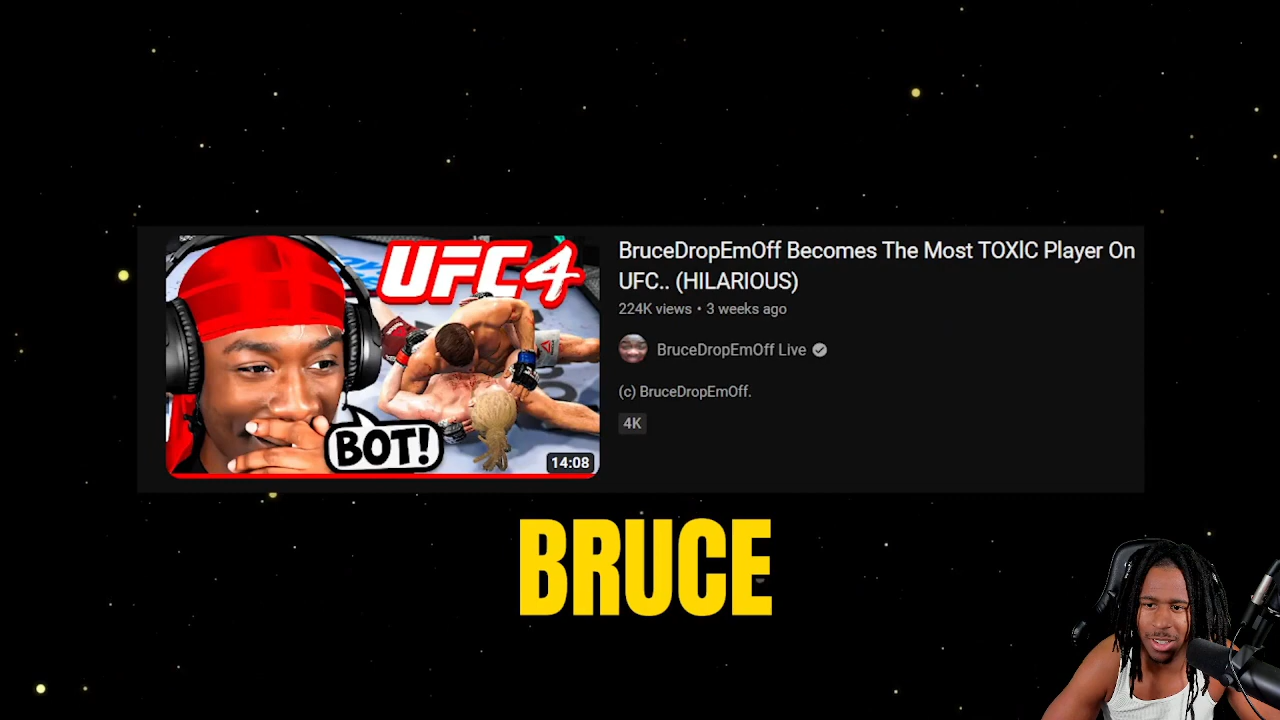 UFC 4
BOT!
14:08
BruceDropEmOff Becomes The Most TOXIC Player On
UFC.. (HILARIOUS)
224K views • 3 weeks ago
BruceDropEmOff Live
(c) BruceDropEmOff.
4K
BRUCE